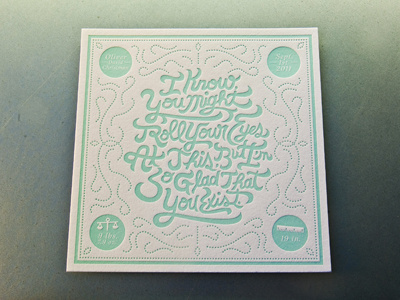 I Know
You Might
Roll Your Eyes
At This, But I'm
So Glad That
You Exist